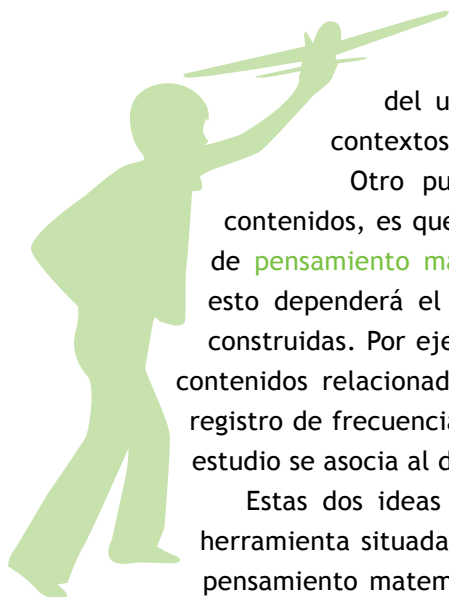 del u
contextos
Otro pu
contenidos, es que
de pensamiento ma
esto dependerá el
construidas. Por eje
contenidos relacionad
registro de frecuencia
estudio se asocia al d
Estas dos ideas
herramienta situada
pensamiento matem